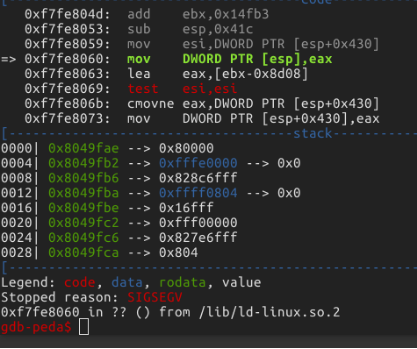 [----------------------------------code-----
   0xf7fe804d:  add    ebx,0x14fb3
   0xf7fe8053:  sub    esp,0x41c
   0xf7fe8059:  mov    esi,DWORD PTR [esp+0x430]
=> 0xf7fe8060:  mov    DWORD PTR [esp],eax
   0xf7fe8063:  lea    eax,[ebx-0x8d08]
   0xf7fe8069:  test   esi,esi
   0xf7fe806b:  cmovne eax,DWORD PTR [esp+0x430]
   0xf7fe8073:  mov    DWORD PTR [esp+0x430],eax
[----------------------------------stack-----
0000| 0x8049fae --> 0x80000
0004| 0x8049fb2 --> 0xfffe0000 --> 0x0
0008| 0x8049fb6 --> 0x828c6fff
0012| 0x8049fba --> 0xffff0804 --> 0x0
0016| 0x8049fbe --> 0x16fff
0020| 0x8049fc2 --> 0xfff00000
0024| 0x8049fc6 --> 0x827e6fff
0028| 0x8049fca --> 0x804
[---------------------------------------------
Legend: code, data, rodata, value
Stopped reason: SIGSEGV
0xf7fe8060 in ?? () from /lib/ld-linux.so.2
gdb-peda$